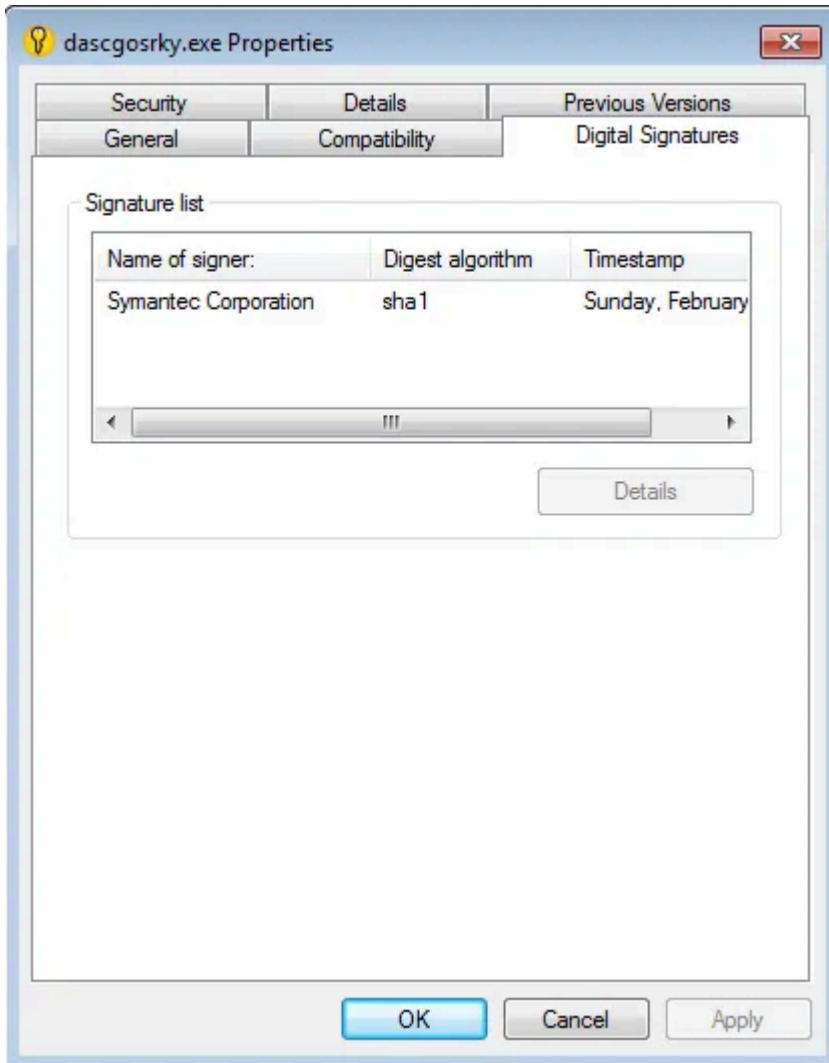 dascgosrky.exe Properties
Security Details Previous Versions
General Compatibility Digital Signatures
Signature list
Name of signer: Digest algorithm Timestamp
Symantec Corporation sha1 Sunday, February
Details
OK Cancel Apply